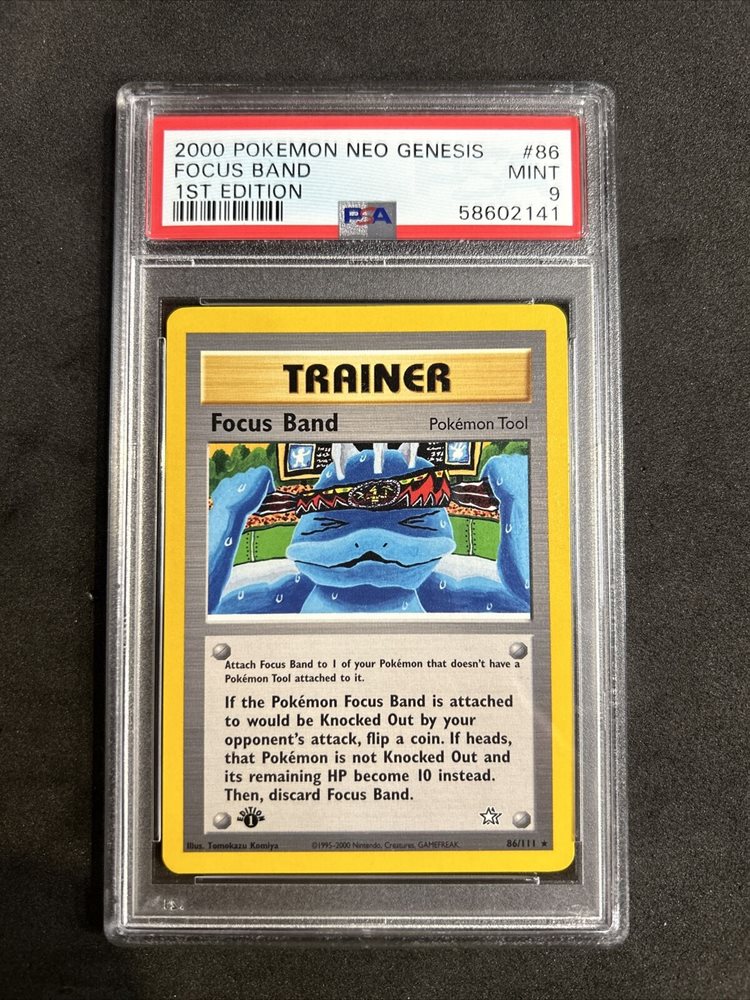 2000 POKEMON NEO GENESIS #86
FOCUS BAND MINT
1ST EDITION 9
PSA 58602141
TRAINER
Focus Band Pokémon Tool
Attach Focus Band to 1 of your Pokémon that doesn't have a
Pokémon Tool attached to it.
If the Pokémon Focus Band is attached
to would be Knocked Out by your
opponent's attack, flip a coin. If heads,
that Pokémon is not Knocked Out and
its remaining HP become 10 instead.
Then, discard Focus Band.
EDITION 1
Illus. Tomokazu Komiya ©1995-2000 Nintendo, Creatures, GAMEFREAK. 86/111 ★